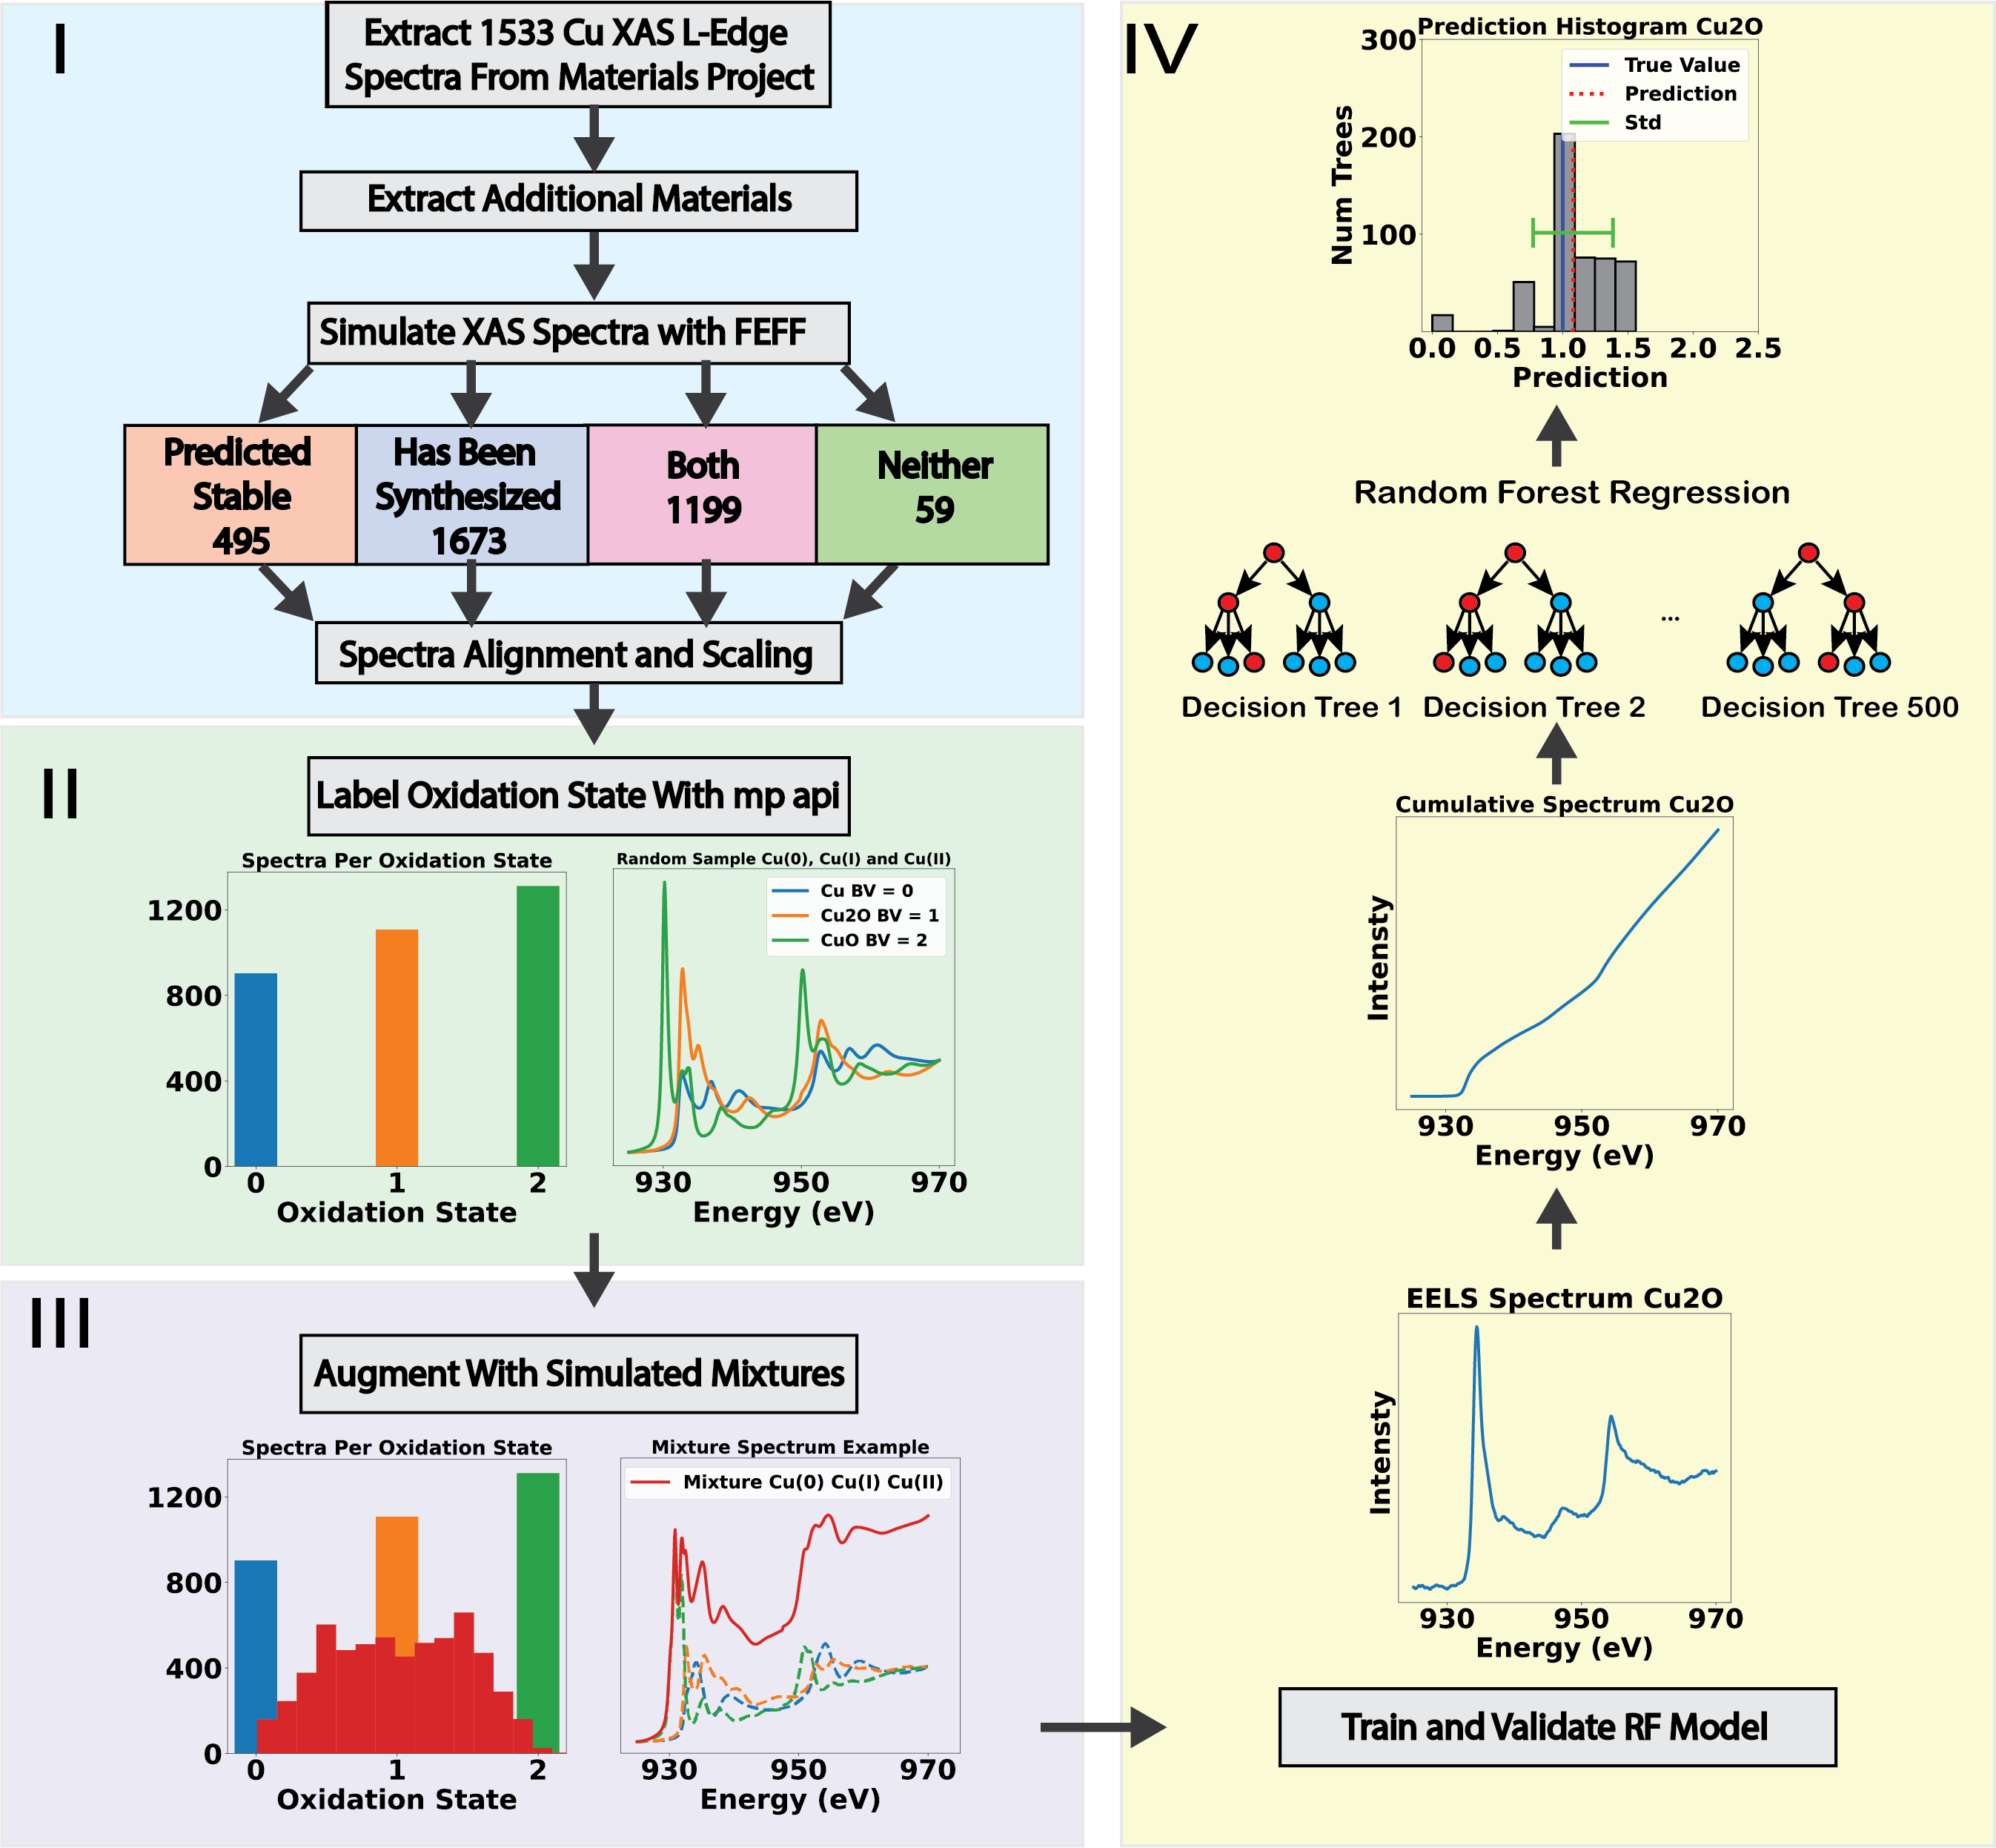 I
Extract 1533 Cu XAS L-Edge
Spectra From Materials Project
Extract Additional Materials
Simulate XAS Spectra with FEFF
Predicted
Stable
495
Has Been
Synthesized
1673
Both
1199
Neither
59
Spectra Alignment and Scaling
II
Label Oxidation State With mp api
Spectra Per Oxidation State
1200
800
400
0
0 1 2
Oxidation State
Random Sample Cu(0), Cu(I) and Cu(II)
Cu BV = 0
Cu2O BV = 1
CuO BV = 2
930 950 970
Energy (eV)
III
Augment With Simulated Mixtures
Spectra Per Oxidation State
1200
800
400
0
0 1 2
Oxidation State
Mixture Spectrum Example
Mixture Cu(0) Cu(I) Cu(II)
930 950 970
Energy (eV)
IV
Prediction Histogram Cu2O
300
200
100
Num Trees
True Value
Prediction
Std
0.0 0.5 1.0 1.5 2.0 2.5
Prediction
Random Forest Regression
...
Decision Tree 1 Decision Tree 2 Decision Tree 500
Cumulative Spectrum Cu2O
Intensty
930 950 970
Energy (eV)
EELS Spectrum Cu2O
Intensty
930 950 970
Energy (eV)
Train and Validate RF Model